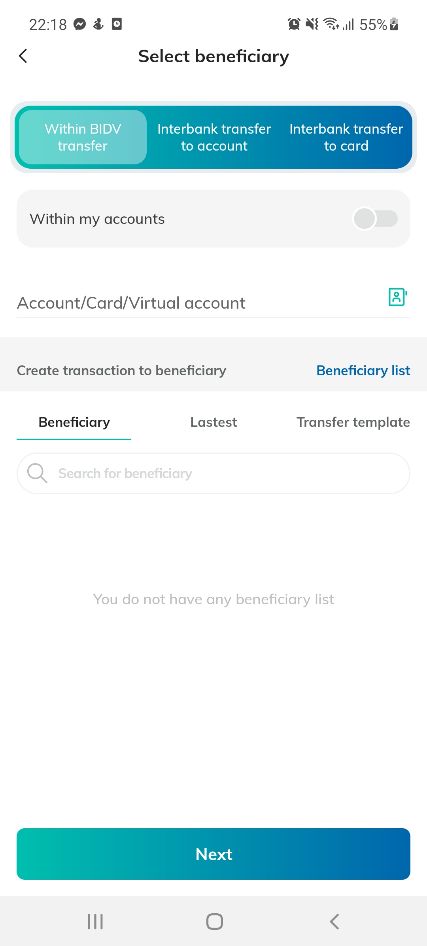 22:18
55%
Select beneficiary
Within BIDV
transfer
Interbank transfer
to account
Interbank transfer
to card
Within my accounts
Account/Card/Virtual account
Create transaction to beneficiary
Beneficiary list
Beneficiary
Lastest
Transfer template
Search for beneficiary
You do not have any beneficiary list
Next